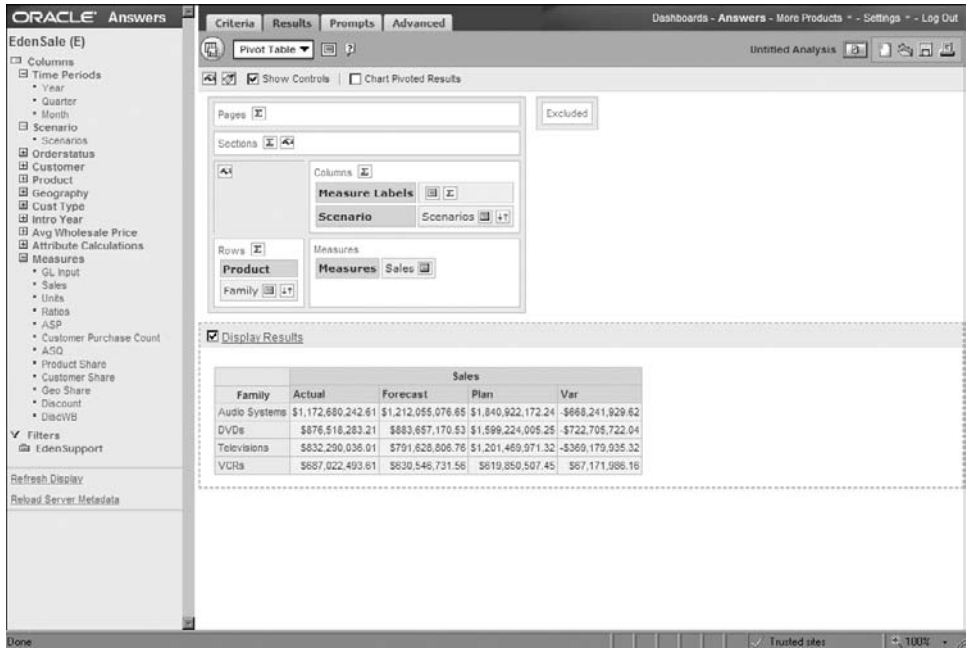 ORACLE Answers
EdenSale (E)
Columns
Time Periods
Year
Quarter
Month
Scenario
Scenarios
Orderstatus
Customer
Product
Geography
Cust Type
Intro Year
Avg Wholesale Price
Attribute Calculations
Measures
GL Input
Sales
Units
Ratios
ASP
Customer Purchase Count
ASQ
Product Share
Customer Share
Geo Share
Discount
DiscWB
Filters
EdenSupport
Refresh Display
Reload Server Metadata
Criteria Results Prompts Advanced
Dashboards - Answers - More Products - Settings - Log Out
Pivot Table
Untitled Analysis
Show Controls | Chart Pivoted Results
Pages
Excluded
Sections
Columns
Measure Labels
Scenario Scenarios
Rows
Measures
Product
Measures Sales
Family
Display Results
Sales
Family Actual Forecast Plan Var
Audio Systems $1,172,680,242.61 $1,212,055,076.65 $1,840,922,172.24 -$668,241,929.62
DVDs $876,518,283.21 $883,657,170.53 $1,599,224,005.25 -$722,705,722.04
Televisions $832,290,036.01 $791,628,806.76 $1,201,469,971.32 -$369,179,935.32
VCRs $687,022,493.61 $630,546,731.56 $619,850,507.45 $67,171,986.16
Done
Trusted sites
100%